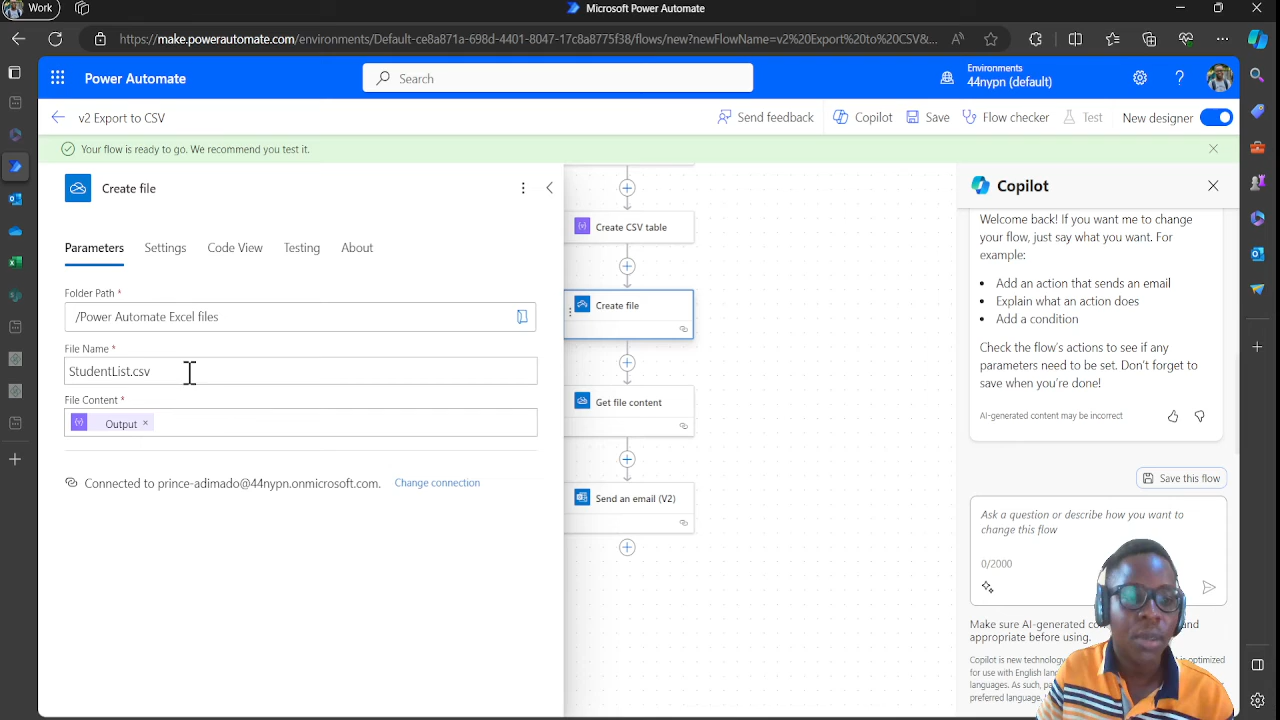 Work
Microsoft Power Automate
https://make.powerautomate.com/environments/Default-ce8a871a-698d-4401-8047-17c8a8775f38/flows/new?newFlowName=v2%20Export%20to%20CSV&...
Power Automate
Search
Environments
44nypn (default)
v2 Export to CSV
Send feedback
Copilot
Save
Flow checker
Test
New designer
Your flow is ready to go. We recommend you test it.
Create file
Parameters
Settings
Code View
Testing
About
Folder Path *
/Power Automate Excel files
File Name *
StudentList.csv
File Content *
Output ×
Connected to prince-adimado@44nypn.onmicrosoft.com.
Change connection
Create CSV table
Create file
Get file content
Send an email (V2)
Copilot
Welcome back! If you want me to change
your flow, just say what you want. For
example:
• Add an action that sends an email
• Explain what an action does
• Add a condition
Check the flow's actions to see if any
parameters need to be set. Don't forget to
save when you're done!
AI-generated content may be incorrect
Save this flow
Ask a question or describe how you want to
change this flow
0/2000
Make sure AI-generated and
appropriate before using.
Copilot is new technology optimized
for use with English
languages. As such,
preferred language.